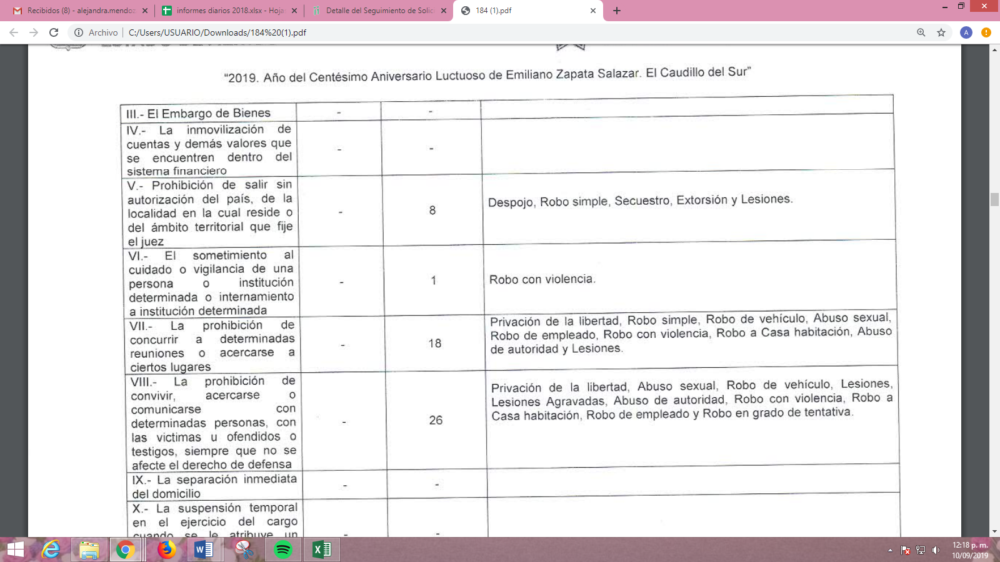 Recibidos (8) - alejandra.mendoz
informes diarios 2018.xlsx - Hoja
Detalle del Seguimiento de Solic
184 (1).pdf
Archivo
C:/Users/USUARIO/Downloads/184%20(1).pdf
A
“2019. Año del Centésimo Aniversario Luctuoso de Emiliano Zapata Salazar. El Caudillo del Sur”
III.- El Embargo de Bienes - -
IV.- La inmovilización de
cuentas y demás valores que
se encuentren dentro del
sistema financiero
- -
V.- Prohibición de salir sin
autorización del país, de la
localidad en la cual reside o
del ámbito territorial que fije
el juez
- 8
Despojo, Robo simple, Secuestro, Extorsión y Lesiones.
VI.- El sometimiento al
cuidado o vigilancia de una
persona o institución
determinada o internamiento
a institución determinada
- 1
Robo con violencia.
VII.- La prohibición de
concurrir a determinadas
reuniones o acercarse a
ciertos lugares
- 18
Privación de la libertad, Robo simple, Robo de vehículo, Abuso sexual,
Robo de empleado, Robo con violencia, Robo a Casa habitación, Abuso
de autoridad y Lesiones.
VIII.- La prohibición de
convivir, acercarse o
comunicarse con
determinadas personas, con
las victimas u ofendidos o
testigos, siempre que no se
afecte el derecho de defensa
- 26
Privación de la libertad, Abuso sexual, Robo de vehículo, Lesiones,
Lesiones Agravadas, Abuso de autoridad, Robo con violencia, Robo a
Casa habitación, Robo de empleado y Robo en grado de tentativa.
IX.- La separación inmediata
del domicilio
- -
X.- La suspensión temporal
en el ejercicio del cargo
cuando se le atribuye un
- -
12:18 p. m.
10/09/2019